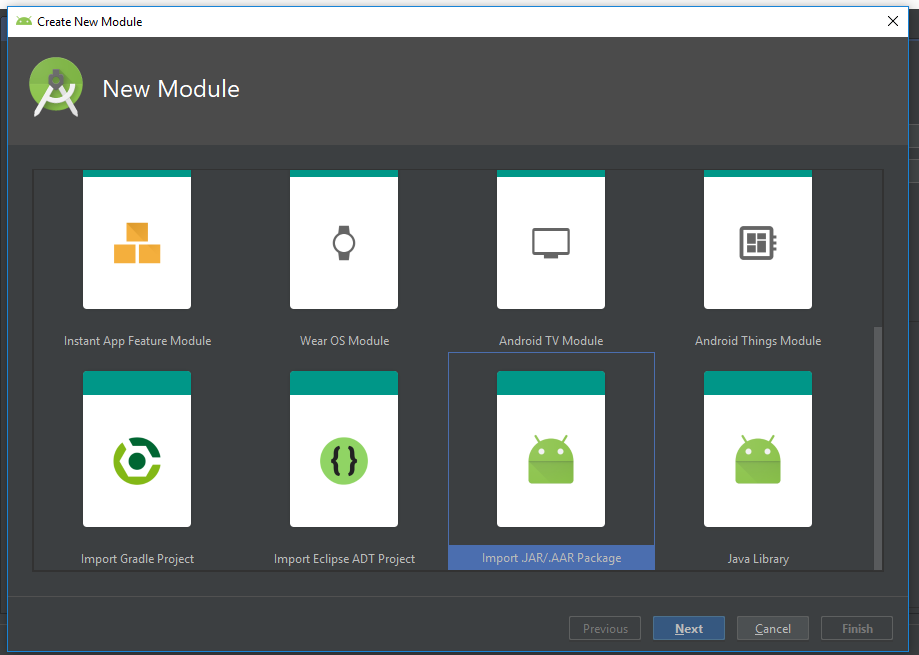 Create New Module
New Module
Instant App Feature Module
Wear OS Module
Android TV Module
Android Things Module
Import Gradle Project
Import Eclipse ADT Project
Import .JAR/.AAR Package
Java Library
Previous
Next
Cancel
Finish